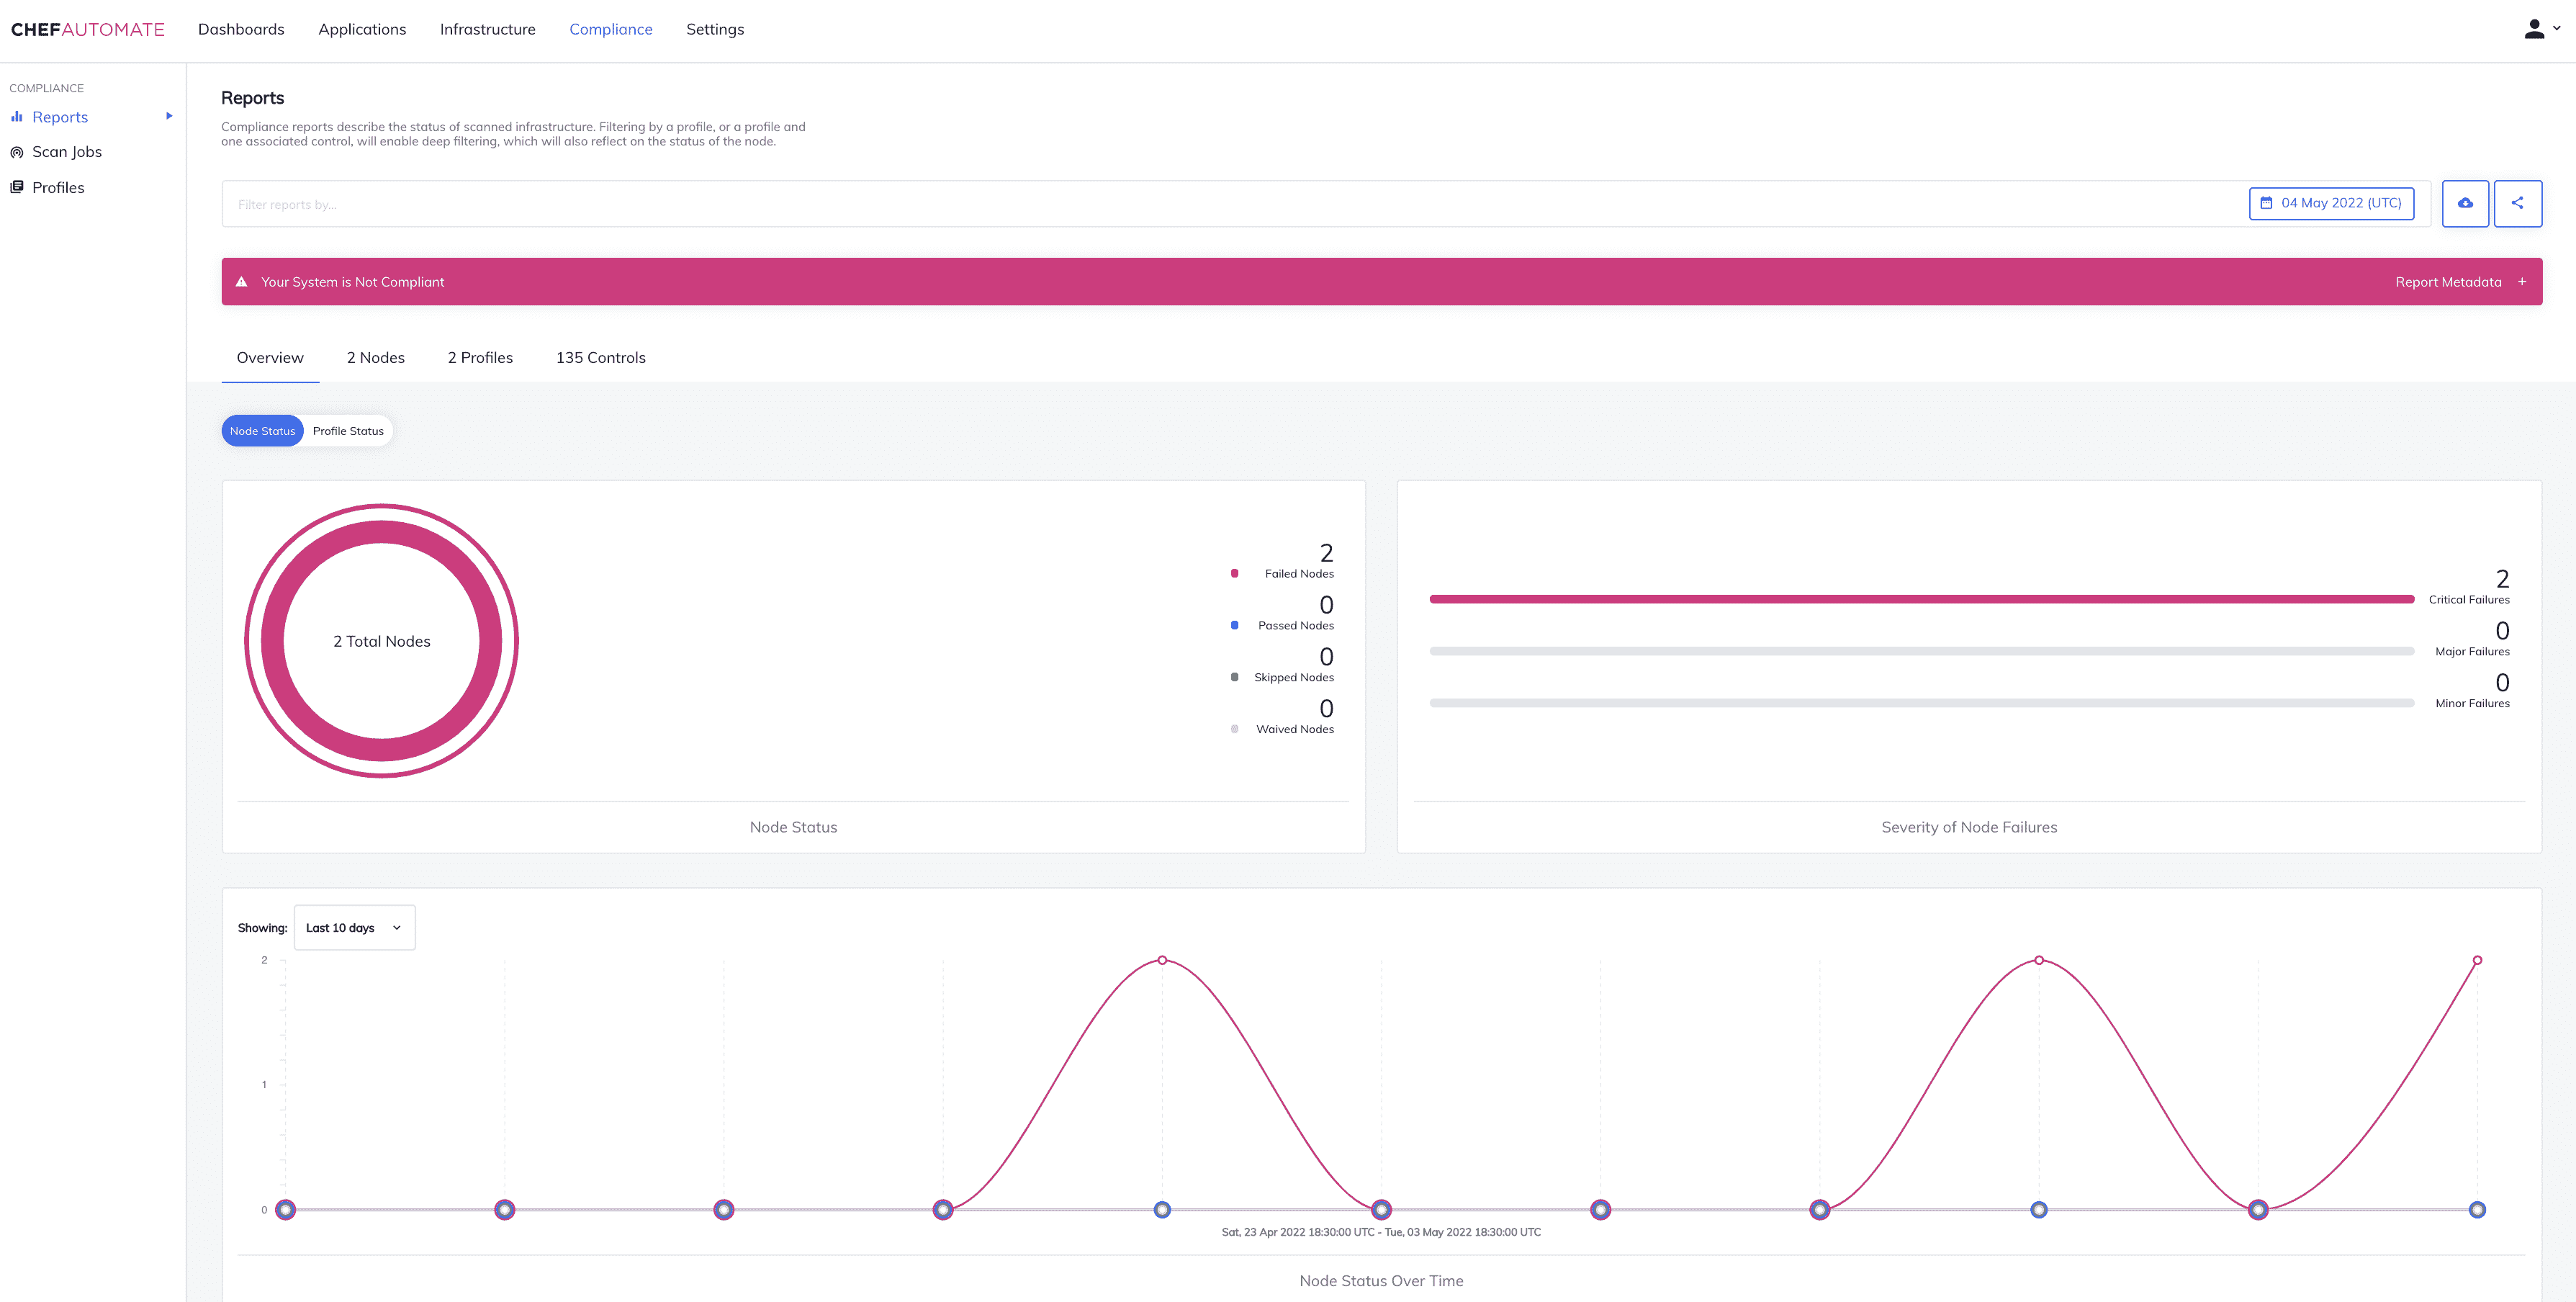 CHEFAUTOMATE Dashboards Applications Infrastructure Compliance Settings
COMPLIANCE
Reports
Scan Jobs
Profiles
Reports
Compliance reports describe the status of scanned infrastructure. Filtering by a profile, or a profile and
one associated control, will enable deep filtering, which will also reflect on the status of the node.
Filter reports by...
04 May 2022 (UTC)
Your System is Not Compliant
Report Metadata +
Overview 2 Nodes 2 Profiles 135 Controls
Node Status Profile Status
2 Total Nodes
2
Failed Nodes
0
Passed Nodes
0
Skipped Nodes
0
Waived Nodes
Node Status
2
Critical Failures
0
Major Failures
0
Minor Failures
Severity of Node Failures
Showing: Last 10 days
2
1
0
Sat, 23 Apr 2022 18:30:00 UTC - Tue, 03 May 2022 18:30:00 UTC
Node Status Over Time